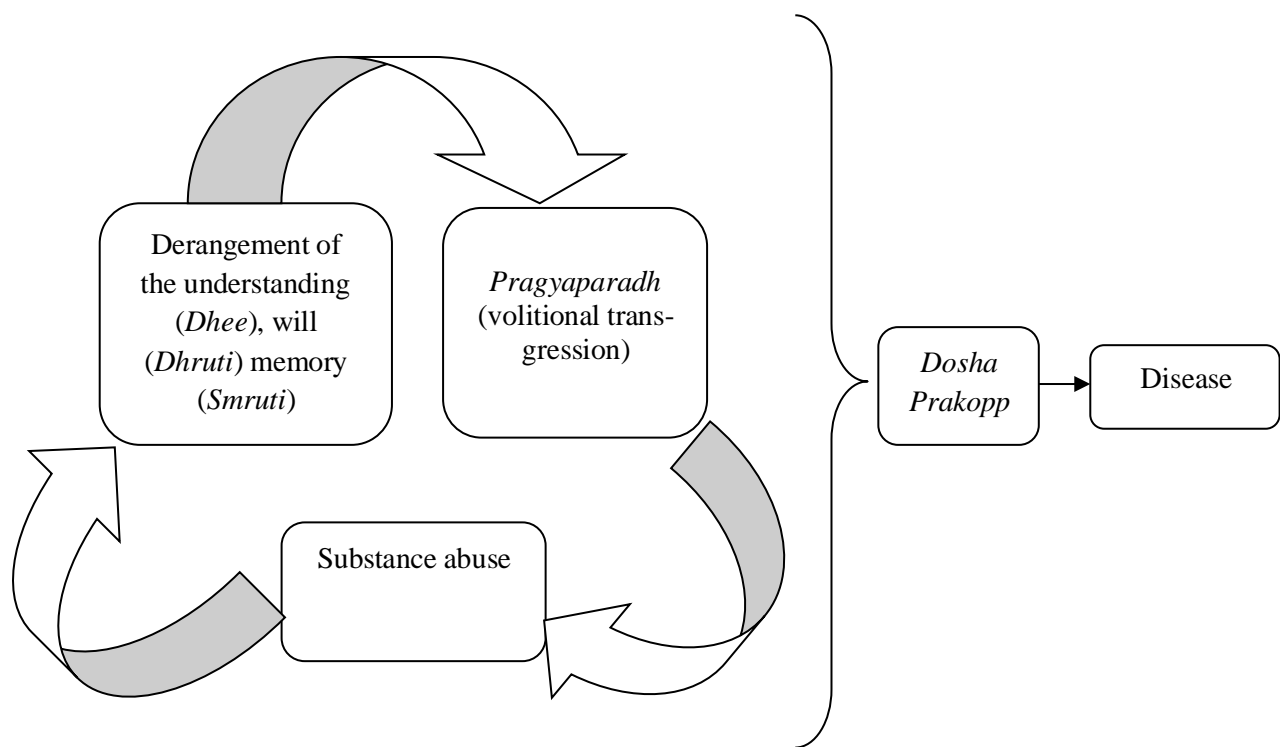 Derangement of
the understanding
(Dhee), will
(Dhruti) memory
(Smruti)
Pragyaparadh
(volitional trans-
gression)
Substance abuse
Dosha
Prakopp
Disease